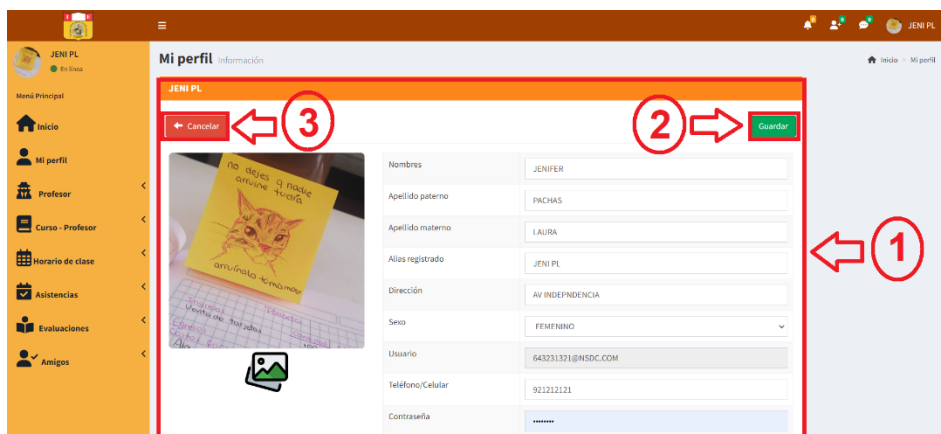 JENI PL
JENI PL
En línea
Mi perfil Información
Inicio > Mi perfil
Menú Principal
Inicio
Mi perfil
Profesor
Curso - Profesor
Horario de clase
Asistencias
Evaluaciones
Amigos
JENI PL
Cancelar
3
2
Guardar
1
no dejes q nadie
arruine tu día
arruínalo tú mismo
Venta de tortas
Nombres
JENIFER
Apellido paterno
PACHAS
Apellido materno
LAURA
Alias registrado
JENI PL
Dirección
AV INDEPNDENCIA
Sexo
FEMENINO
Usuario
643231321@NSDC.COM
Teléfono/Celular
921212121
Contraseña
••••••••